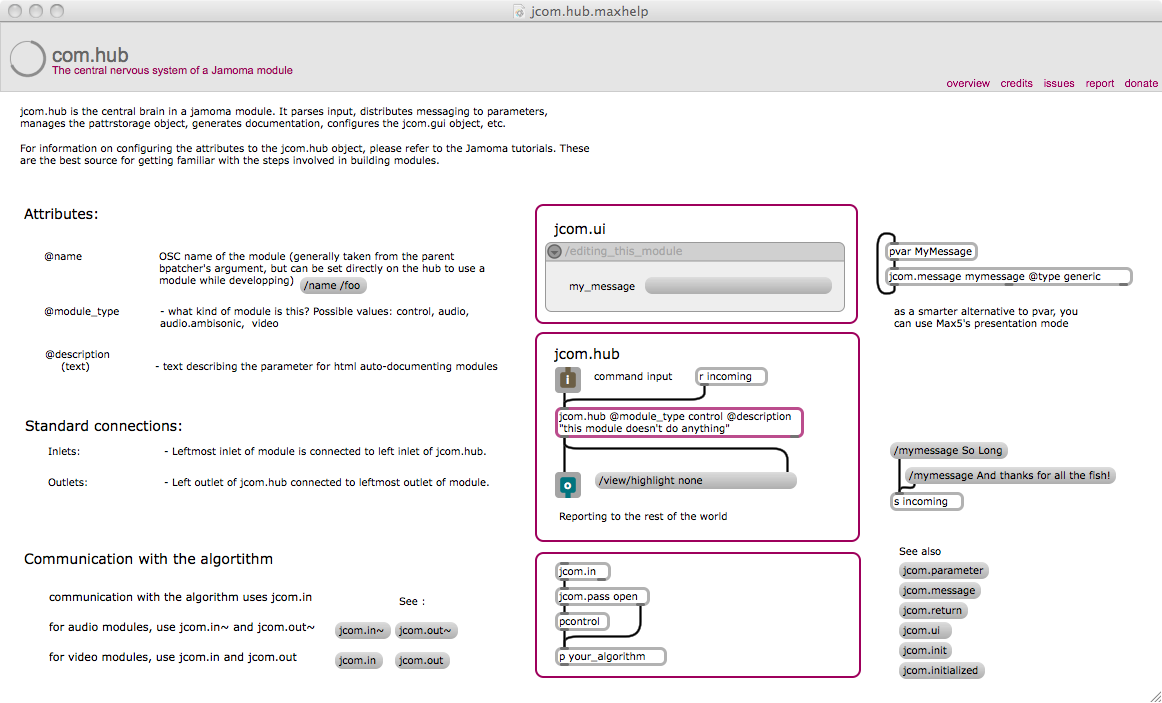 jcom.hub.maxhelp
com.hub
The central nervous system of a Jamoma module
overview credits issues report donate
jcom.hub is the central brain in a jamoma module. It parses input, distributes messaging to parameters,
manages the pattrstorage object, generates documentation, configures the jcom.gui object, etc.
For information on configuring the attributes to the jcom.hub object, please refer to the Jamoma tutorials. These
are the best source for getting familiar with the steps involved in building modules.
Attributes:
@name
OSC name of the module (generally taken from the parent
bpatcher's argument, but can be set directly on the hub to use a
module while developping)
/name /foo
@module_type
- what kind of module is this? Possible values: control, audio,
audio.ambisonic, video
@description
(text)
- text describing the parameter for html auto-documenting modules
Standard connections:
Inlets:
- Leftmost inlet of module is connected to left inlet of jcom.hub.
Outlets:
- Left outlet of jcom.hub connected to leftmost outlet of module.
Communication with the algortithm
communication with the algorithm uses jcom.in
See :
for audio modules, use jcom.in~ and jcom.out~
jcom.in~
jcom.out~
for video modules, use jcom.in and jcom.out
jcom.in
jcom.out
jcom.ui
/editing_this_module
my_message
jcom.hub
command input
r incoming
jcom.hub @module_type control @description
"this module doesn't do anything"
/view/highlight none
Reporting to the rest of the world
jcom.in
jcom.pass open
pcontrol
p your_algorithm
pvar MyMessage
jcom.message mymessage @type generic
as a smarter alternative to pvar, you
can use Max5's presentation mode
/mymessage So Long
/mymessage And thanks for all the fish!
s incoming
See also
jcom.parameter
jcom.message
jcom.return
jcom.ui
jcom.init
jcom.initialized